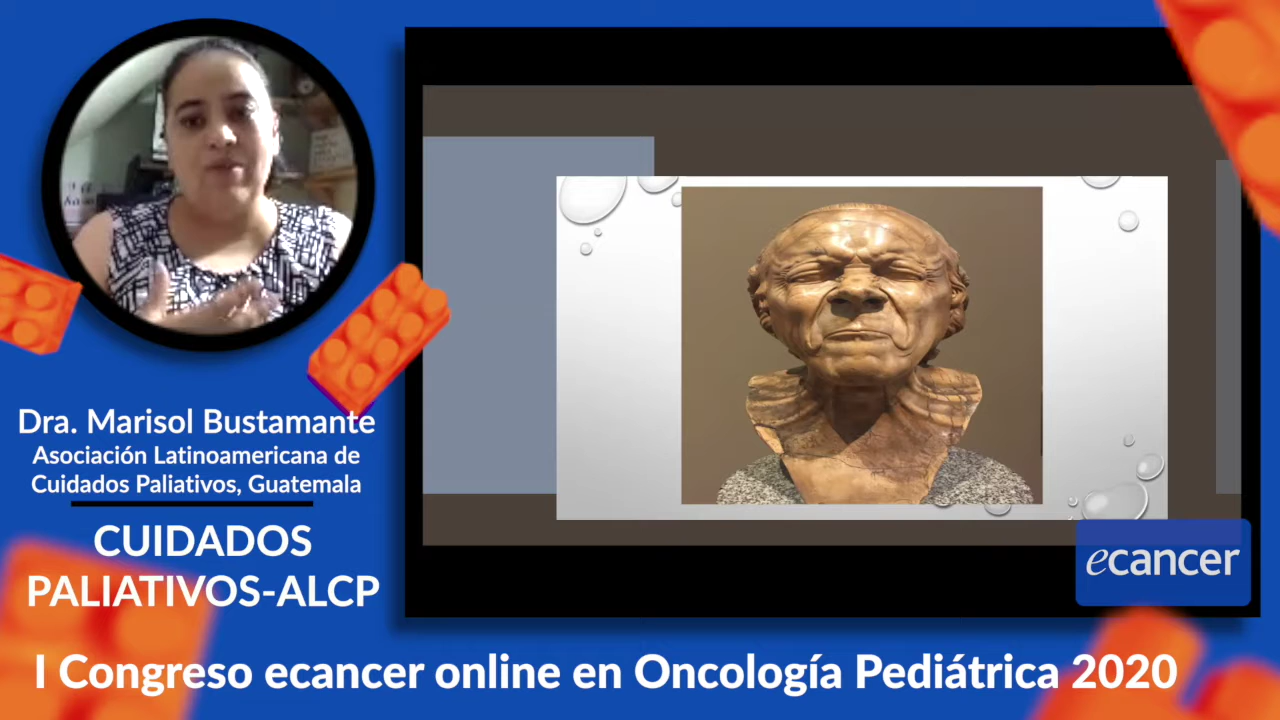 Dra. Marisol Bustamante
Asociación Latinoamericana de
Cuidados Paliativos, Guatemala
CUIDADOS
PALIATIVOS-ALCP
ecancer
I Congreso ecancer online en Oncología Pediátrica 2020